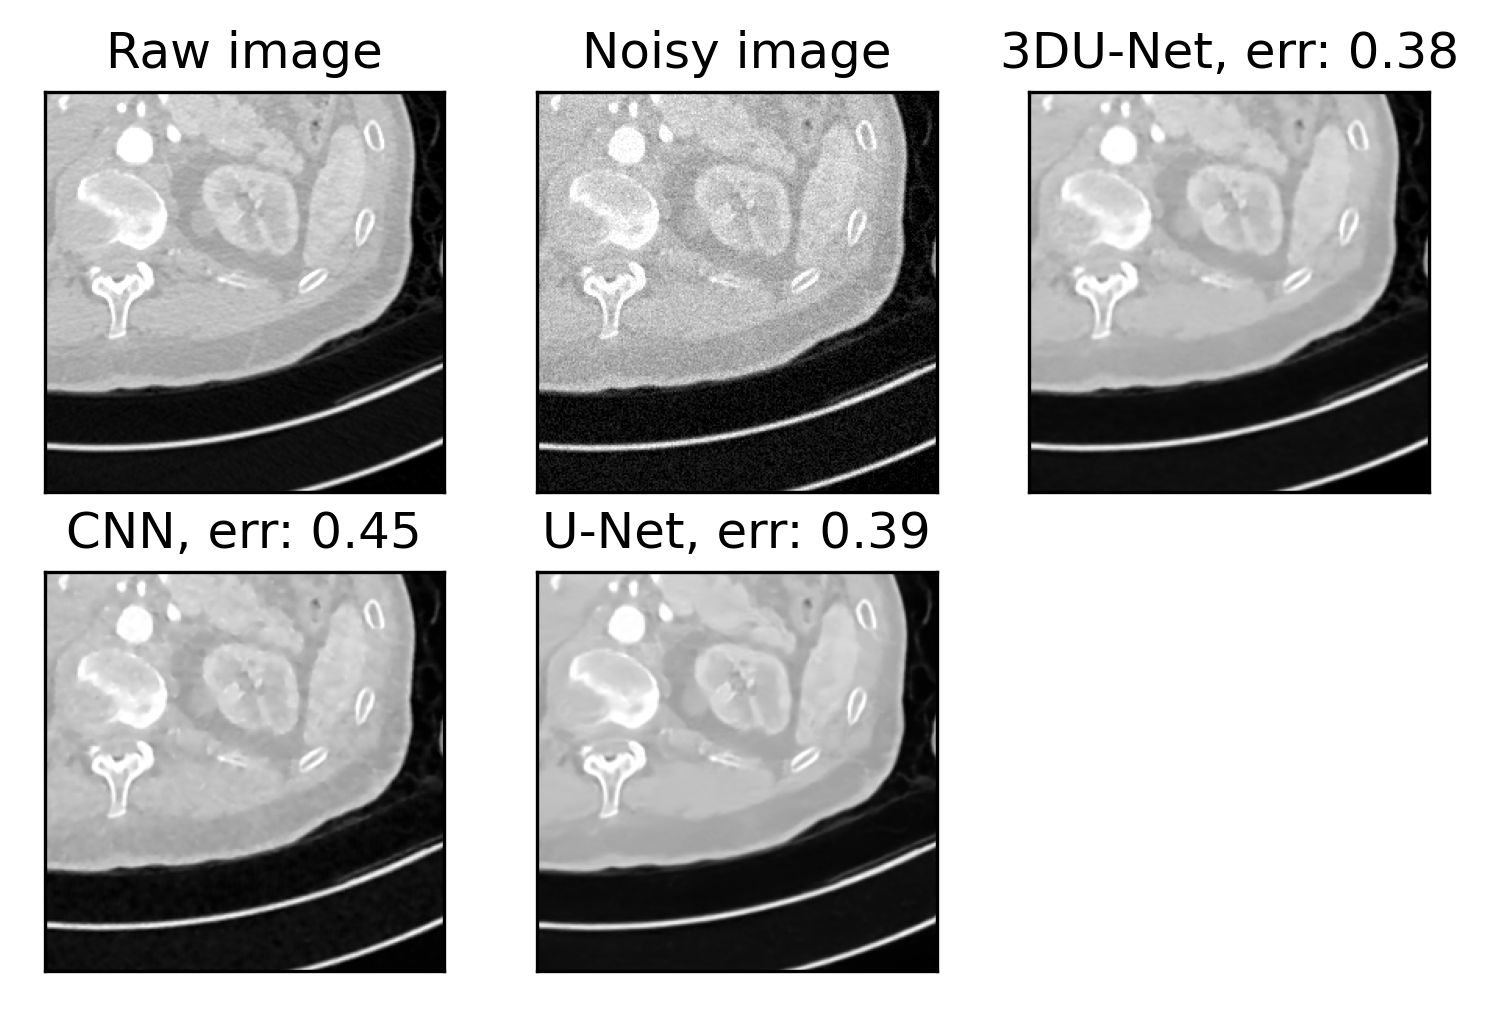 Raw image
Noisy image
3DU-Net, err: 0.38
CNN, err: 0.45
U-Net, err: 0.39